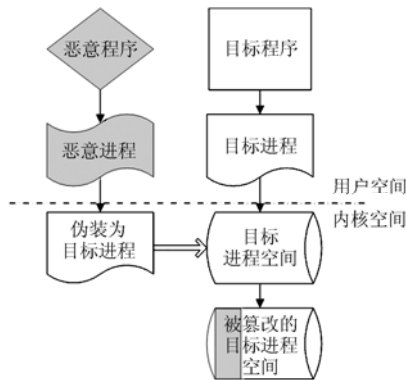 恶意程序
目标程序
恶意进程
目标进程
用户空间
内核空间
伪装为
目标进程
目标
进程空间
被篡改的
目标进程
空间